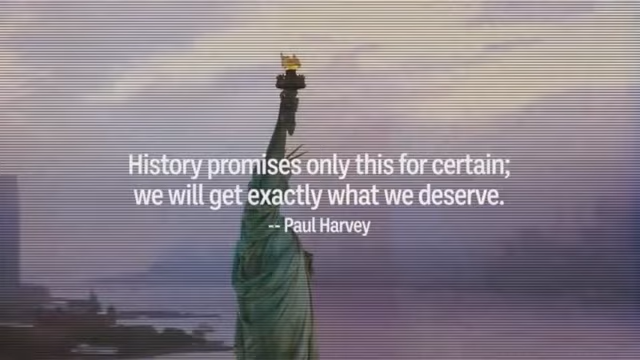 History promises only this for certain;
we will get exactly what we deserve.
-- Paul Harvey